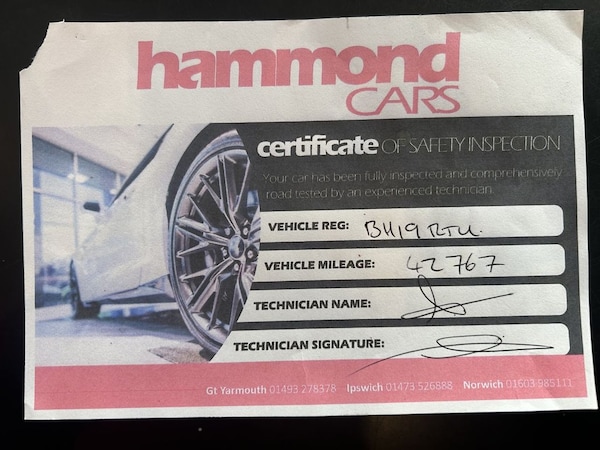 hammond
CARS
certificate OF SAFETY INSPECTION
Your car has been fully inspected and comprehensively
road tested by an experienced technician.
VEHICLE REG: BU19 RTU.
VEHICLE MILEAGE: 42767
TECHNICIAN NAME:
TECHNICIAN SIGNATURE:
Gt Yarmouth 01493 278378 Ipswich 01473 526888 Norwich 01603 985111